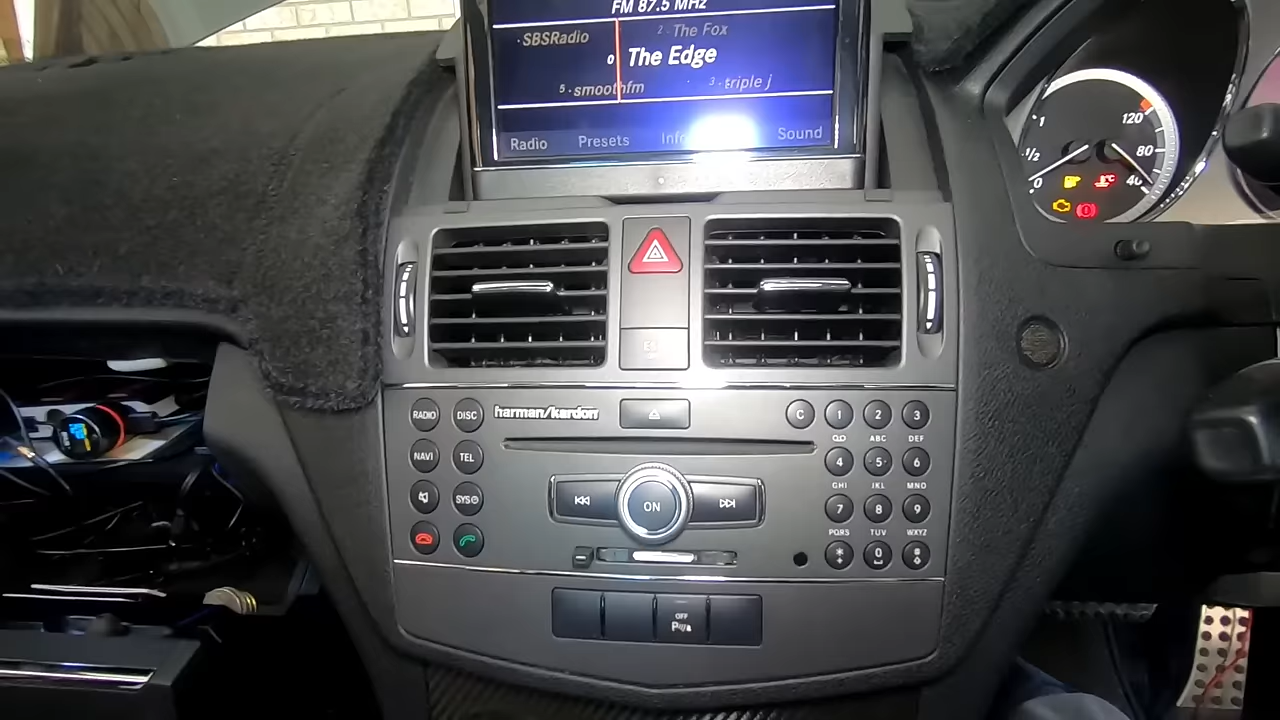 FM 87.5 MHz
SBSRadio
2 · The Fox
0 The Edge
5 · smoothfm
3 · triple j
Radio Presets Info Sound
1
1/2
0
120
80
40
RADIO DISC harman/kardon C 1 2 3
ABC DEF
NAVI TEL 4 5 6
GHI JKL MNO
SYS ON 7 8 9
PQRS TUV WXYZ
* 0 #
OFF
P